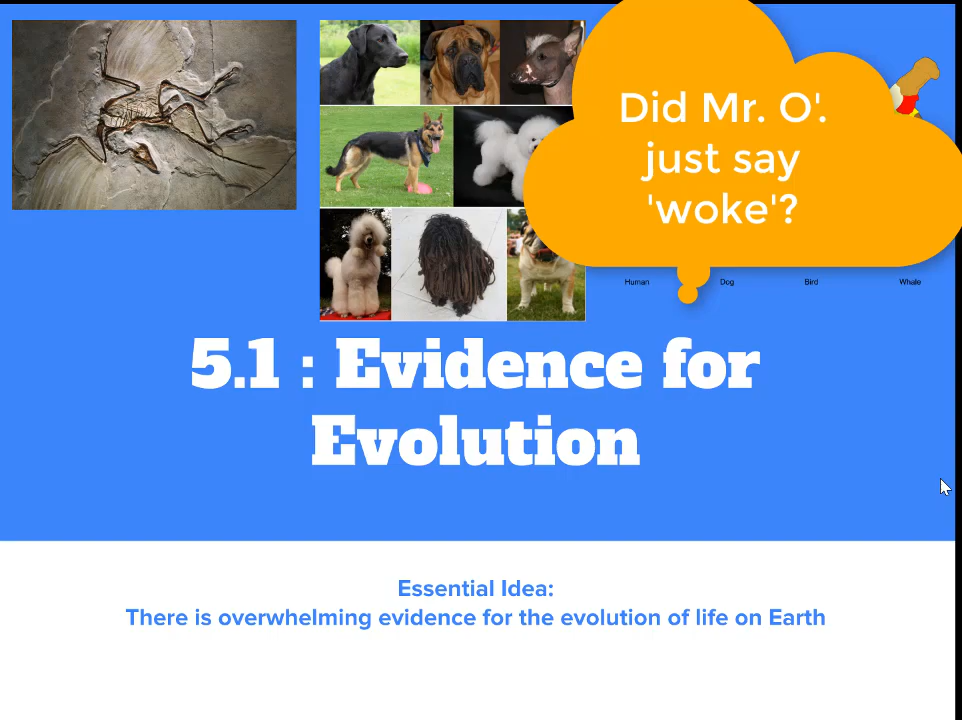 Did Mr. O'.
just say
'woke'?
Human Dog Bird Whale
5.1 : Evidence for
Evolution
Essential Idea:
There is overwhelming evidence for the evolution of life on Earth